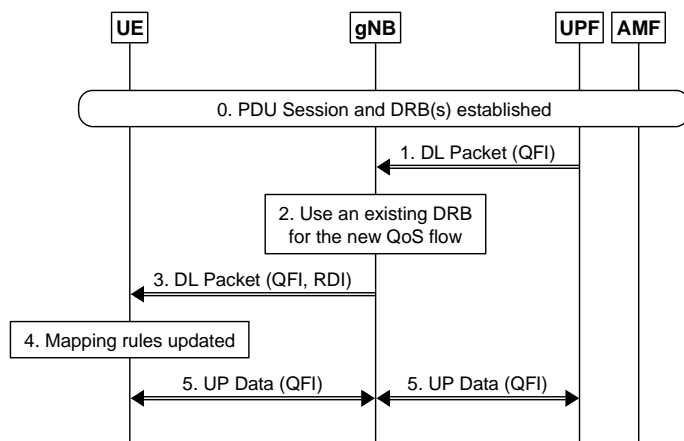 UE
gNB
UPF
AMF
0. PDU Session and DRB(s) established
1. DL Packet (QFI)
2. Use an existing DRB
for the new QoS flow
3. DL Packet (QFI, RDI)
4. Mapping rules updated
5. UP Data (QFI)
5. UP Data (QFI)